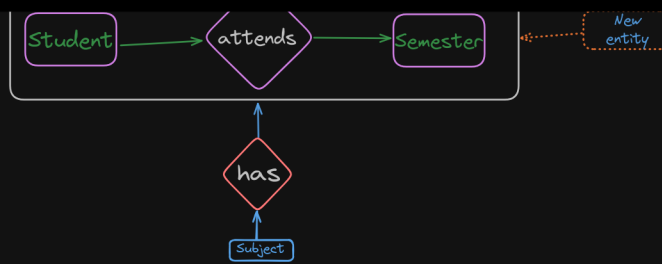 Student
attends
Semester
New
entity
has
Subject